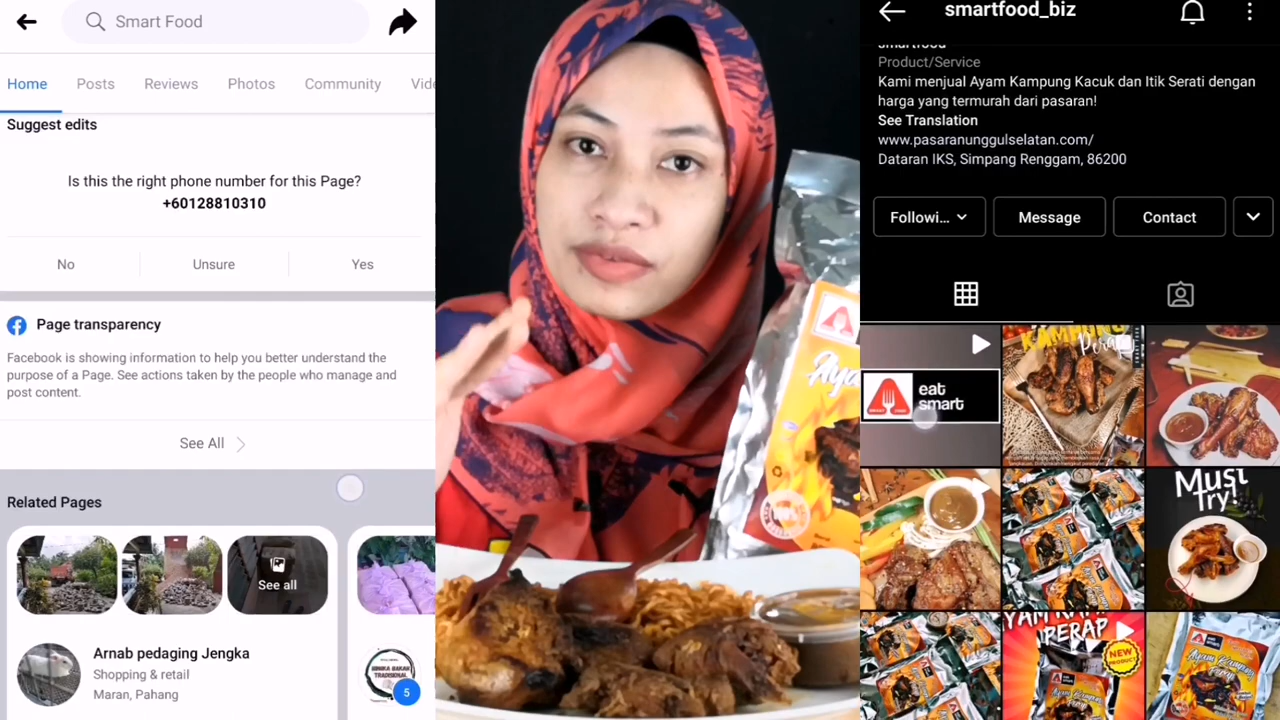 Smart Food
Home Posts Reviews Photos Community
Suggest edits
Is this the right phone number for this Page?
+60128810310
No Unsure Yes
Page transparency
Facebook is showing information to help you better understand the
purpose of a Page. See actions taken by the people who manage and
post content.
See All
Related Pages
See all
Arnab pedaging Jengka
Shopping & retail
Maran, Pahang
5
smartfood_biz
smartfood
Product/Service
Kami menjual Ayam Kampung Kacuk dan Itik Serati dengan
harga yang termurah dari pasaran!
See Translation
www.pasaranunggulselatan.com/
Dataran IKS, Simpang Renggam, 86200
Followi...
Message
Contact
eat
smart
KAMPUNG
Perap
MUST
TRY!
PERAP
NEW
PRODUCT